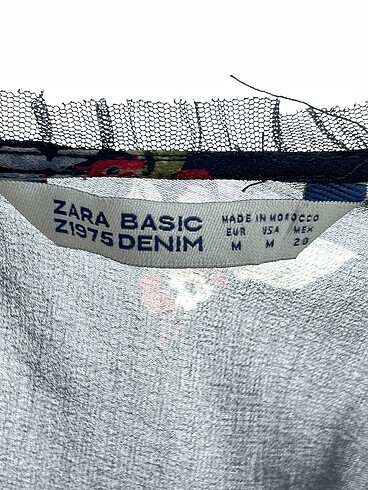 ZARA BASIC
Z1975 DENIM
MADE IN MOROCCO
EUR USA MEX
M M 28